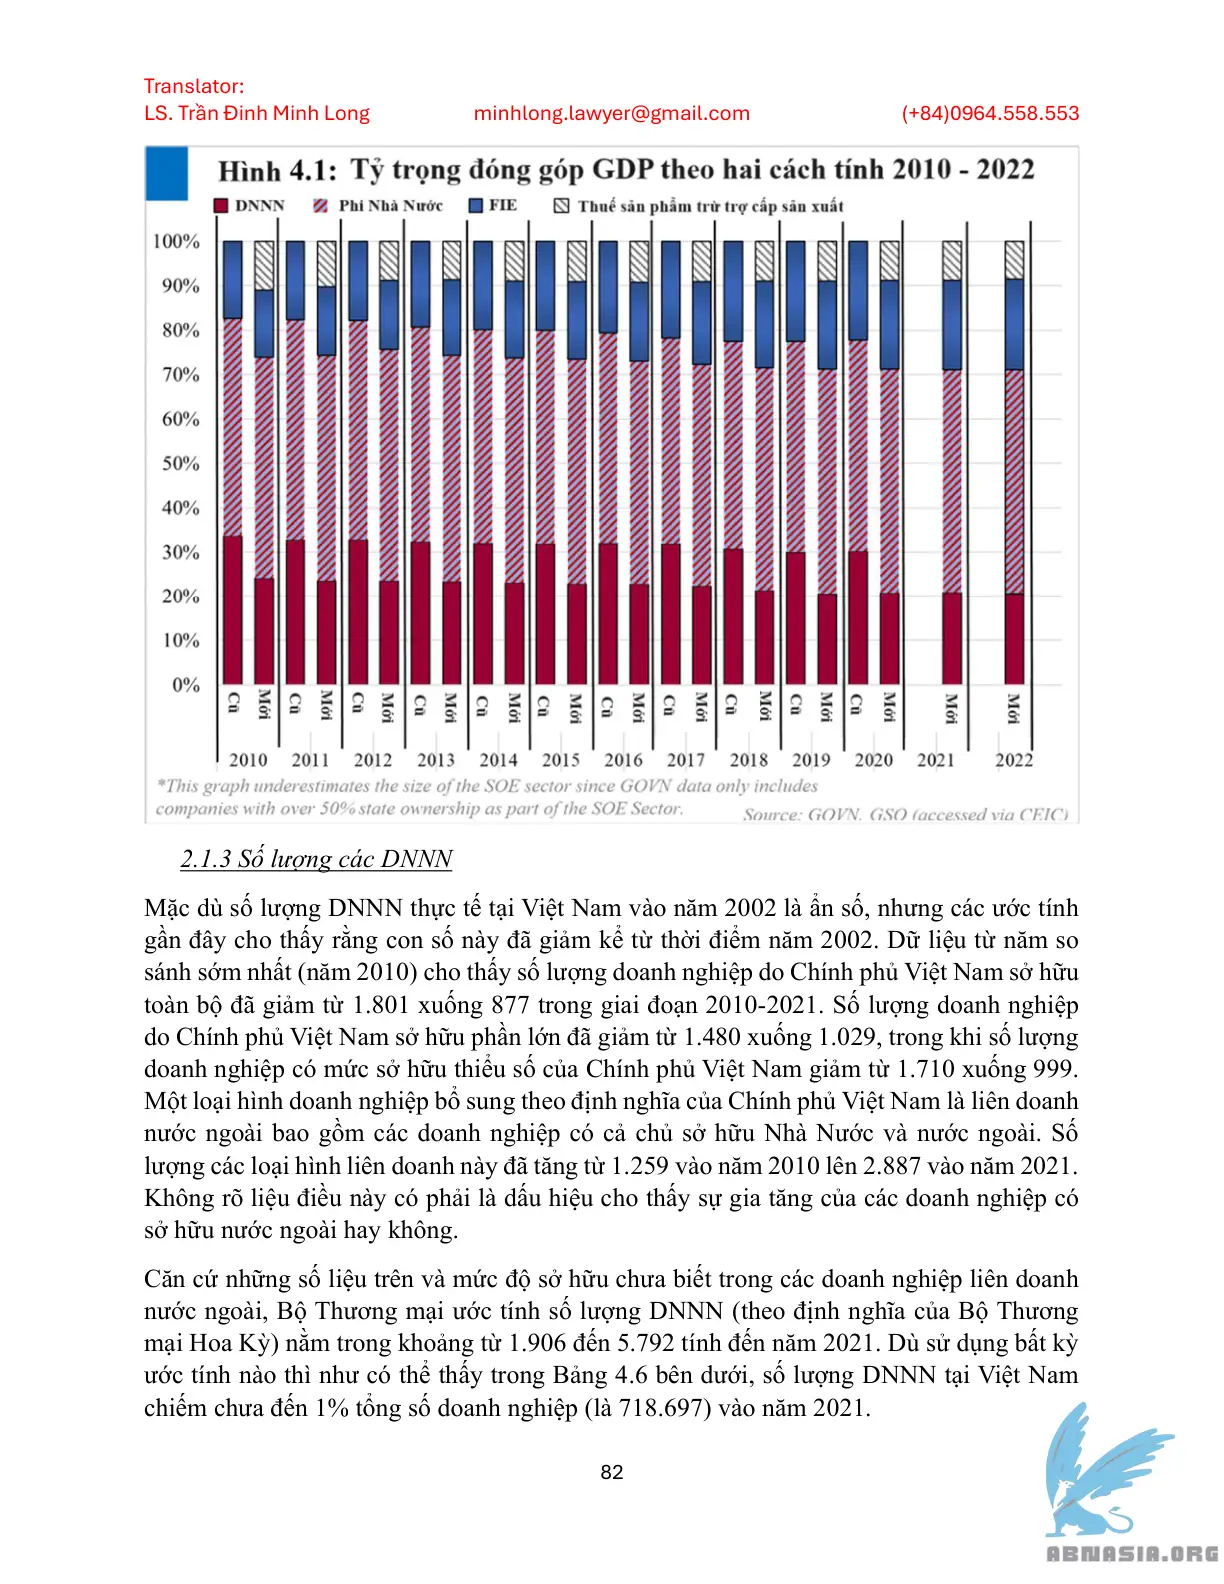 Translator:
LS. Trần Đình Minh Long minhlong.lawyer@gmail.com (+84)0964.558.553
Hình 4.1: Tỷ trọng đóng góp GDP theo hai cách tính 2010 - 2022
DNNN Phi Nhà Nước FIE Thuế sản phẩm trừ trợ cấp sản xuất
100%
90%
80%
70%
60%
50%
40%
30%
20%
10%
0%
Cũ Mới Cũ Mới Cũ Mới Cũ Mới Cũ Mới Cũ Mới Cũ Mới Cũ Mới Cũ Mới Cũ Mới Cũ Mới Mới Mới
2010 2011 2012 2013 2014 2015 2016 2017 2018 2019 2020 2021 2022
*This graph underestimates the size of the SOE sector since GOVN data only includes
companies with over 50% state ownership as part of the SOE Sector.
Source: GOVN, GSO (accessed via CEIC)
2.1.3 Số lượng các DNNN
Mặc dù số lượng DNNN thực tế tại Việt Nam vào năm 2002 là ẩn số, nhưng các ước tính
gần đây cho thấy rằng con số này đã giảm kể từ thời điểm năm 2002. Dữ liệu từ năm so
sánh sớm nhất (năm 2010) cho thấy số lượng doanh nghiệp do Chính phủ Việt Nam sở hữu
toàn bộ đã giảm từ 1.801 xuống 877 trong giai đoạn 2010-2021. Số lượng doanh nghiệp
do Chính phủ Việt Nam sở hữu phần lớn đã giảm từ 1.480 xuống 1.029, trong khi số lượng
doanh nghiệp có mức sở hữu thiểu số của Chính phủ Việt Nam giảm từ 1.710 xuống 999.
Một loại hình doanh nghiệp bổ sung theo định nghĩa của Chính phủ Việt Nam là liên doanh
nước ngoài bao gồm các doanh nghiệp có cả chủ sở hữu Nhà Nước và nước ngoài. Số
lượng các loại hình liên doanh này đã tăng từ 1.259 vào năm 2010 lên 2.887 vào năm 2021.
Không rõ liệu điều này có phải là dấu hiệu cho thấy sự gia tăng của các doanh nghiệp có
sở hữu nước ngoài hay không.
Căn cứ những số liệu trên và mức độ sở hữu chưa biết trong các doanh nghiệp liên doanh
nước ngoài, Bộ Thương mại ước tính số lượng DNNN (theo định nghĩa của Bộ Thương
mại Hoa Kỳ) nằm trong khoảng từ 1.906 đến 5.792 tính đến năm 2021. Dù sử dụng bất kỳ
ước tính nào thì như có thể thấy trong Bảng 4.6 bên dưới, số lượng DNNN tại Việt Nam
chiếm chưa đến 1% tổng số doanh nghiệp (là 718.697) vào năm 2021.
82
ABNASIA.ORG